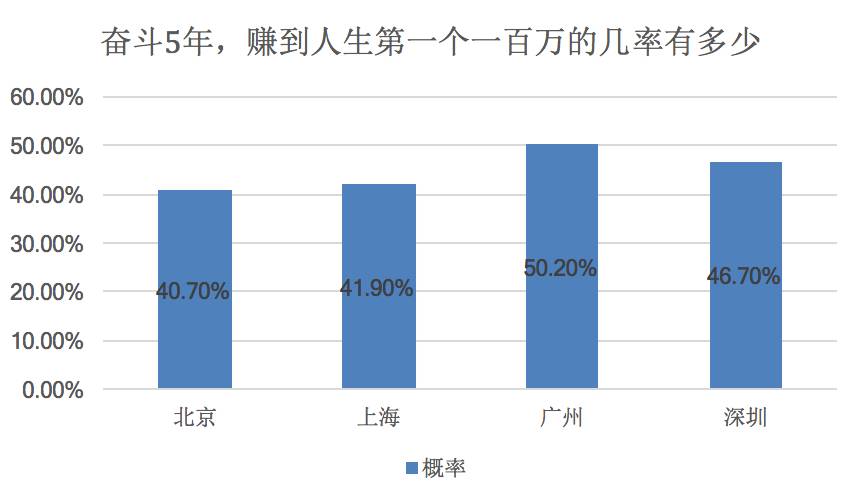 奋斗5年，赚到人生第一个一百万的几率有多少
60.00%
50.00%
40.00%
30.00%
20.00%
10.00%
0.00%
40.70%
41.90%
50.20%
46.70%
北京
上海
广州
深圳
概率